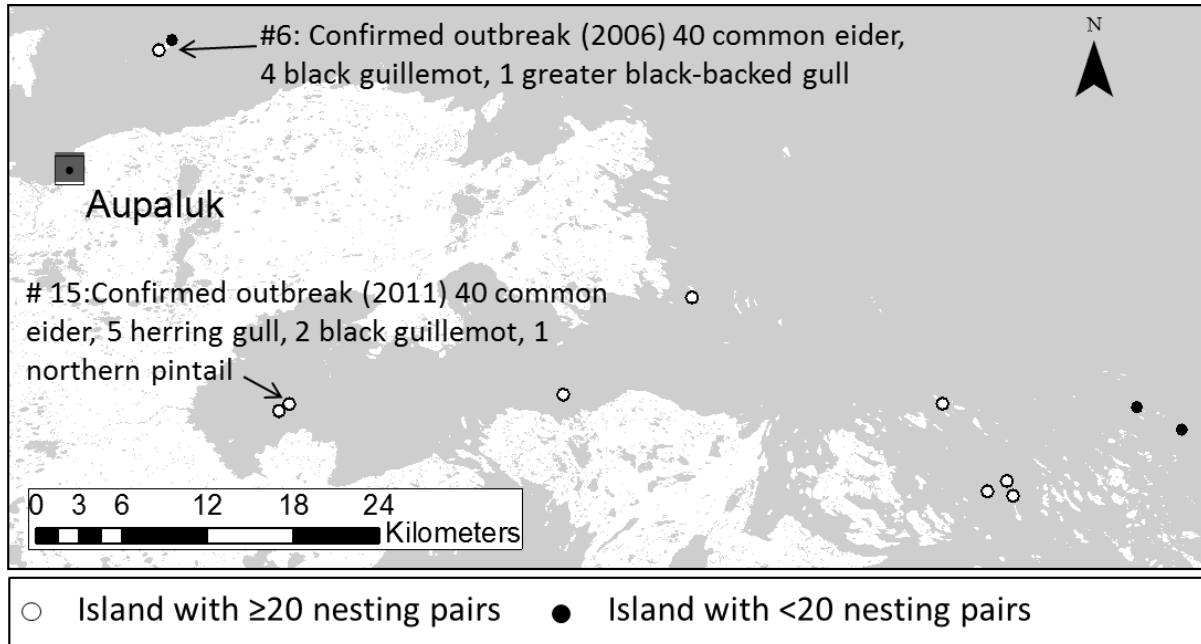 #6: Confirmed outbreak (2006) 40 common eider,
4 black guillemot, 1 greater black-backed gull
N
Aupaluk
# 15:Confirmed outbreak (2011) 40 common
eider, 5 herring gull, 2 black guillemot, 1
northern pintail
0 3 6 12 18 24
Kilometers
Island with ≥20 nesting pairs
Island with <20 nesting pairs